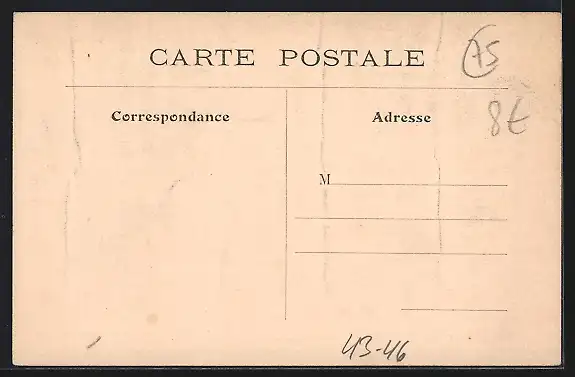 CARTE POSTALE
75
8€
Correspondance
Adresse
M
43-46